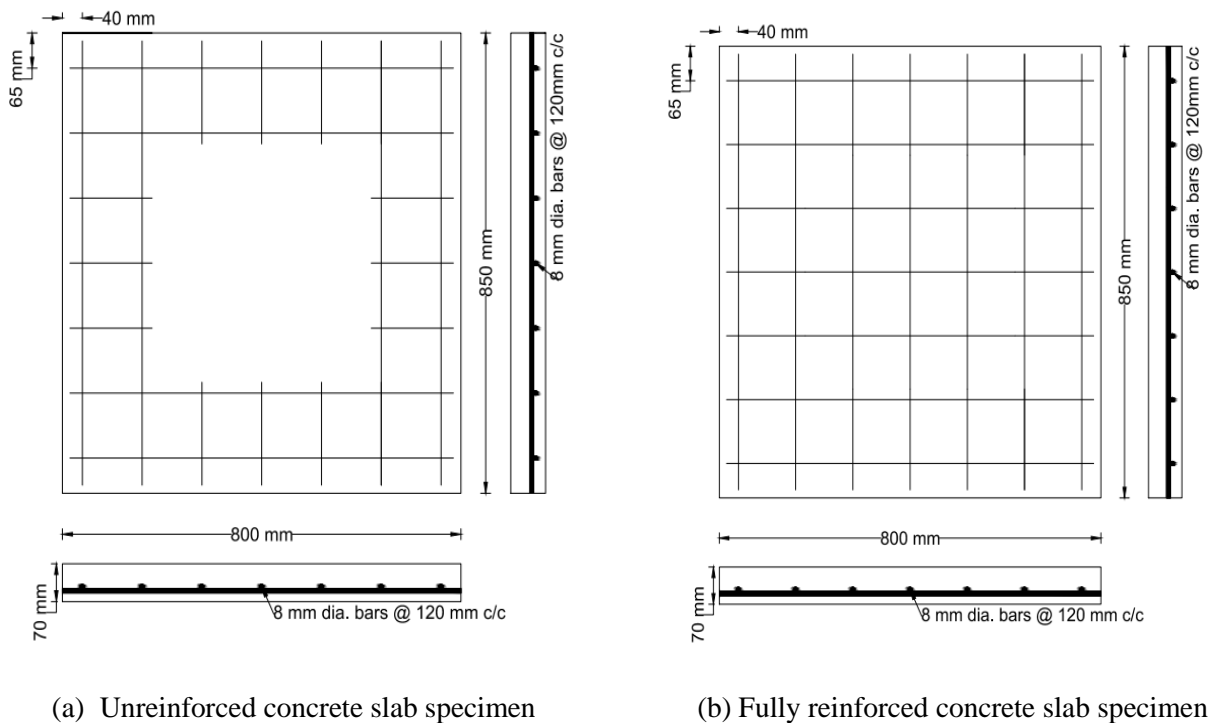 40 mm
65 mm
850 mm
8 mm dia. bars @ 120mm c/c
800 mm
70 mm
8 mm dia. bars @ 120 mm c/c
(a) Unreinforced concrete slab specimen
40 mm
65 mm
850 mm
8 mm dia. bars @ 120mm c/c
800 mm
70 mm
8 mm dia. bars @ 120 mm c/c
(b) Fully reinforced concrete slab specimen